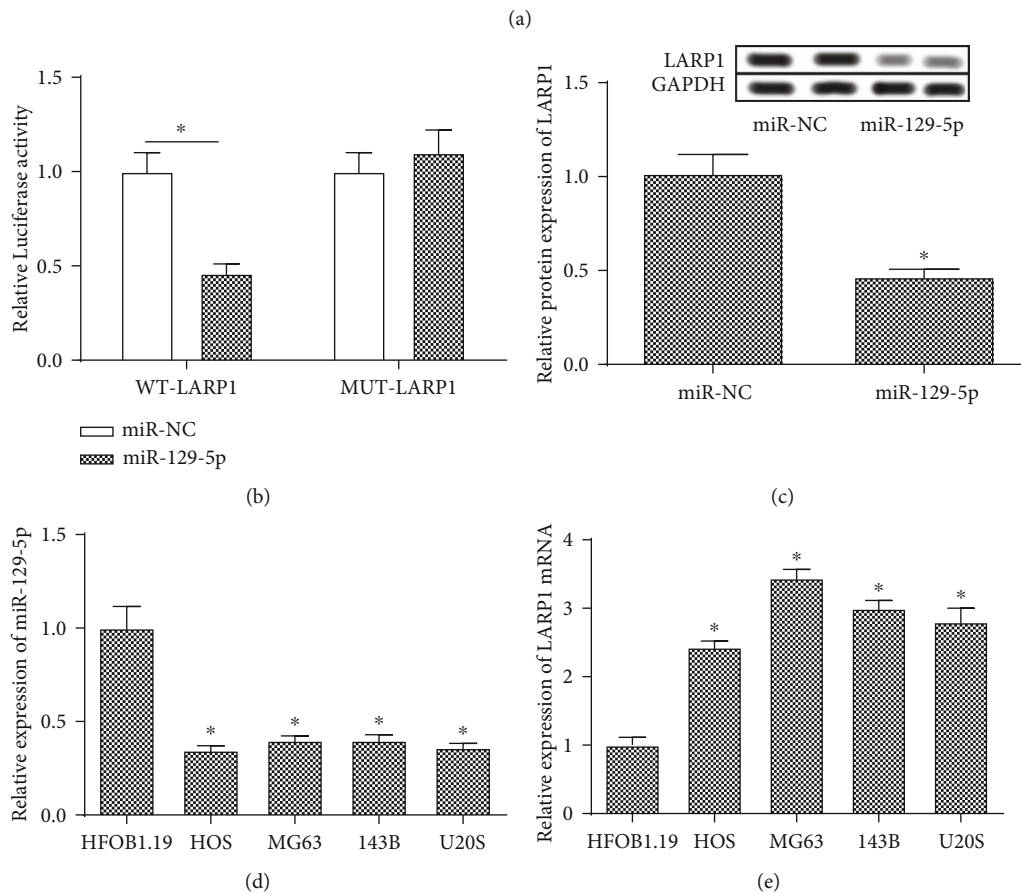 (a)
Relative Luciferase activity
1.5
1.0
0.5
0.0
*
WT-LARP1
MUT-LARP1
miR-NC
miR-129-5p
(b)
Relative protein expression of LARP1
1.5
1.0
0.5
0.0
LARP1
GAPDH
miR-NC
miR-129-5p
*
miR-NC
miR-129-5p
(c)
Relative expression of miR-129-5p
1.5
1.0
0.5
0.0
*
*
*
*
HFOB1.19
HOS
MG63
143B
U20S
(d)
Relative expression of LARP1 mRNA
4
3
2
1
0
*
*
*
*
HFOB1.19
HOS
MG63
143B
U20S
(e)